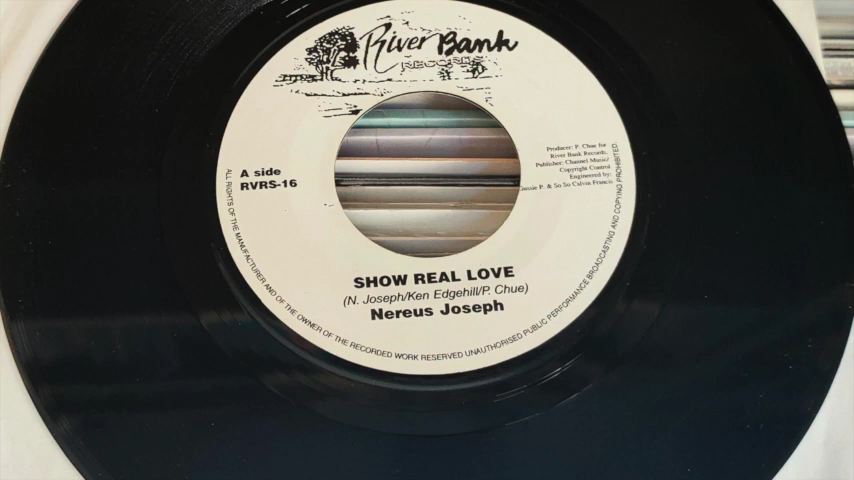 River Bank
RECORDS
Producer: P. Chue for
River Bank Records.
Publisher: Channel Music/
Copyright Control
Engineered by:
P. & So So Calvin Francis
A side
RVRS-16
SHOW REAL LOVE
(N. Joseph/Ken Edgehill/P. Chue)
Nereus Joseph
ALL RIGHTS OF THE MANUFACTURER AND OF THE OWNER OF THE RECORDED WORK RESERVED UNAUTHORISED PUBLIC PERFORMANCE BROADCASTING AND COPYING PROHIBITED.